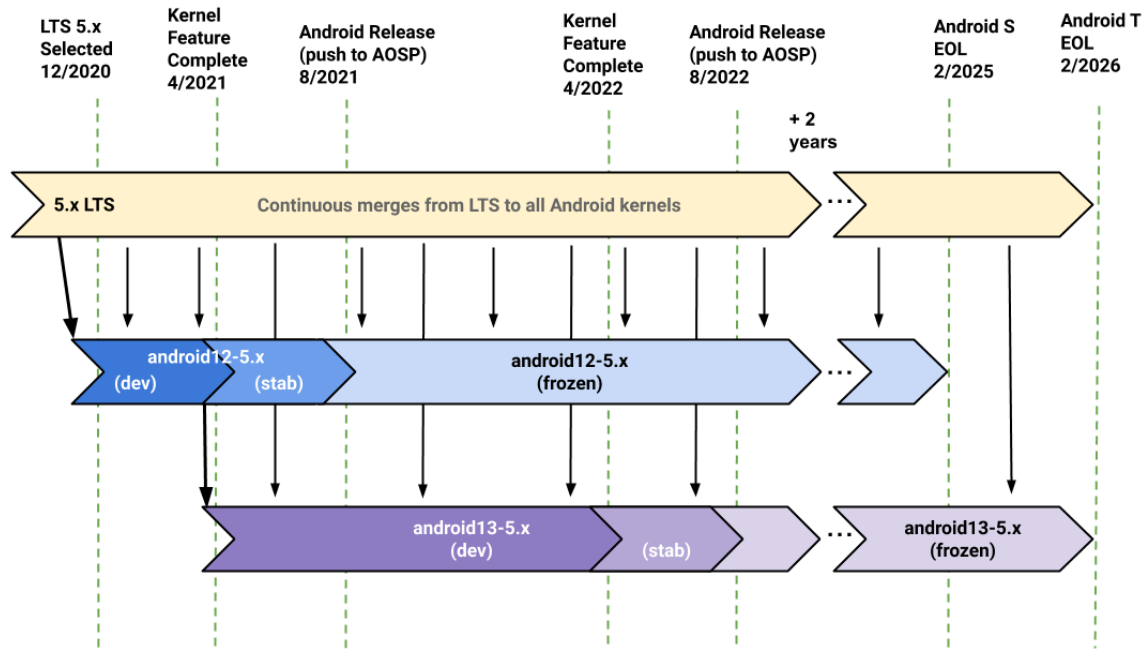 LTS 5.x
Selected
12/2020
Kernel
Feature
Complete
4/2021
Android Release
(push to AOSP)
8/2021
Kernel
Feature
Complete
4/2022
Android Release
(push to AOSP)
8/2022
Android S
EOL
2/2025
Android T
EOL
2/2026
+ 2
years
5.x LTS
Continuous merges from LTS to all Android kernels
...
android12-5.x
(dev)
(stab)
android12-5.x
(frozen)
...
android13-5.x
(dev)
(stab)
...
android13-5.x
(frozen)